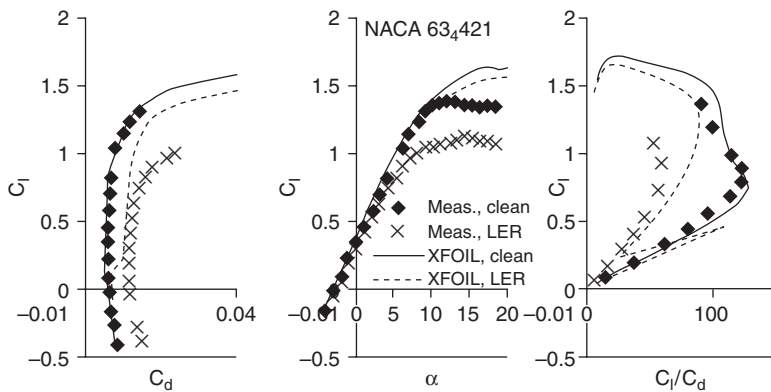 2
1.5
1
0.5
0
−0.01
−0.5
0.04
C_l
C_d
NACA 63₄421
2
1.5
1
0.5
0
−0.01
−0.5
0 5 10 15 20
C_l
α
Meas., clean
Meas., LER
XFOIL, clean
XFOIL, LER
2
1.5
1
0.5
0
−0.01
−0.5
100
C_l
C_l/C_d